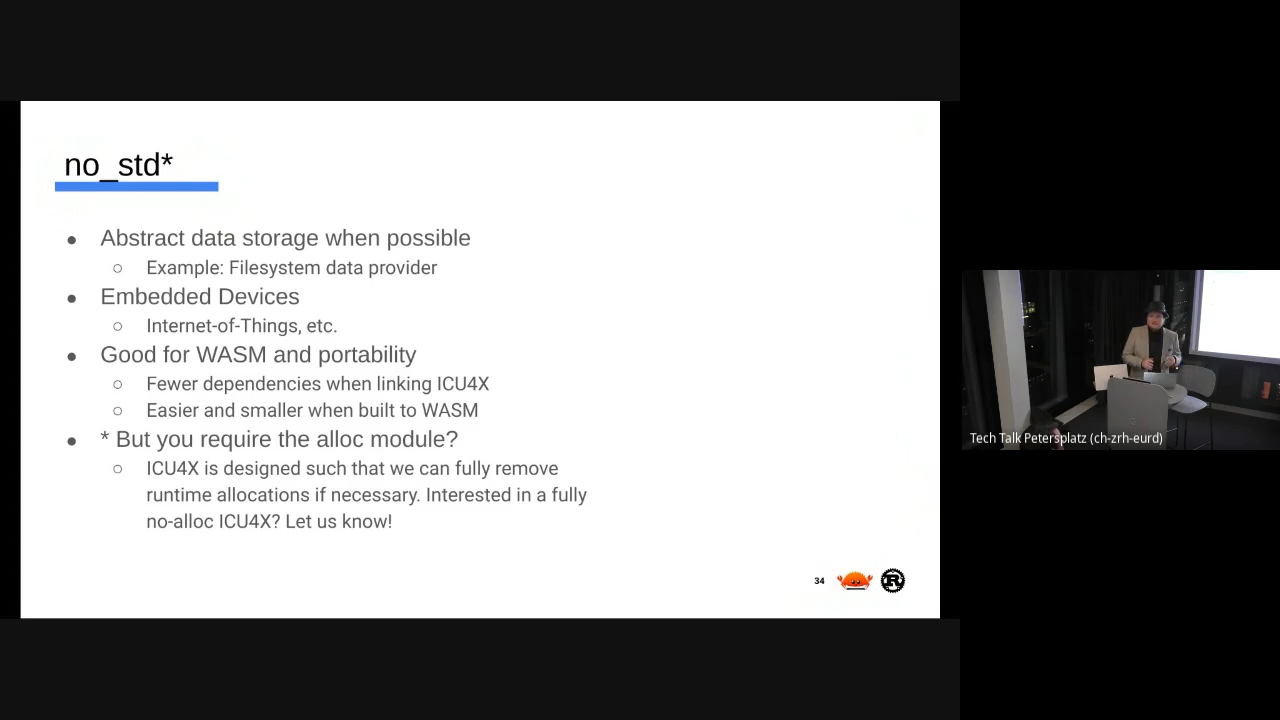 no_std*
● Abstract data storage when possible
○ Example: Filesystem data provider
● Embedded Devices
○ Internet-of-Things, etc.
● Good for WASM and portability
○ Fewer dependencies when linking ICU4X
○ Easier and smaller when built to WASM
● * But you require the alloc module?
○ ICU4X is designed such that we can fully remove
runtime allocations if necessary. Interested in a fully
no-alloc ICU4X? Let us know!
34
R
Tech Talk Petersplatz (ch-zrh-eurd)